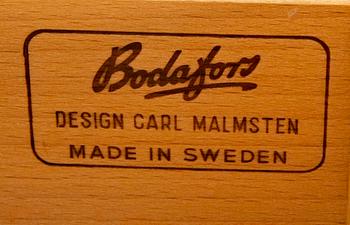 Bodafors
DESIGN CARL MALMSTEN
MADE IN SWEDEN